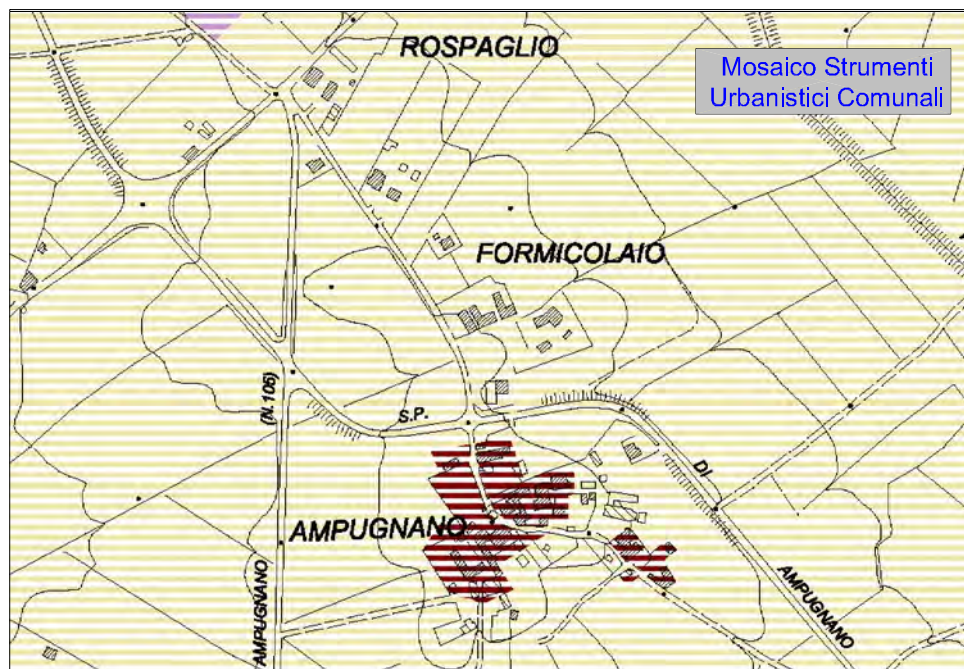 ROSPAGLIO
Mosaico Strumenti
Urbanistici Comunali
FORMICOLAIO
(N.106)
S.P.
DI
AMPUGNANO
AMPUGNANO
AMPUGNANO